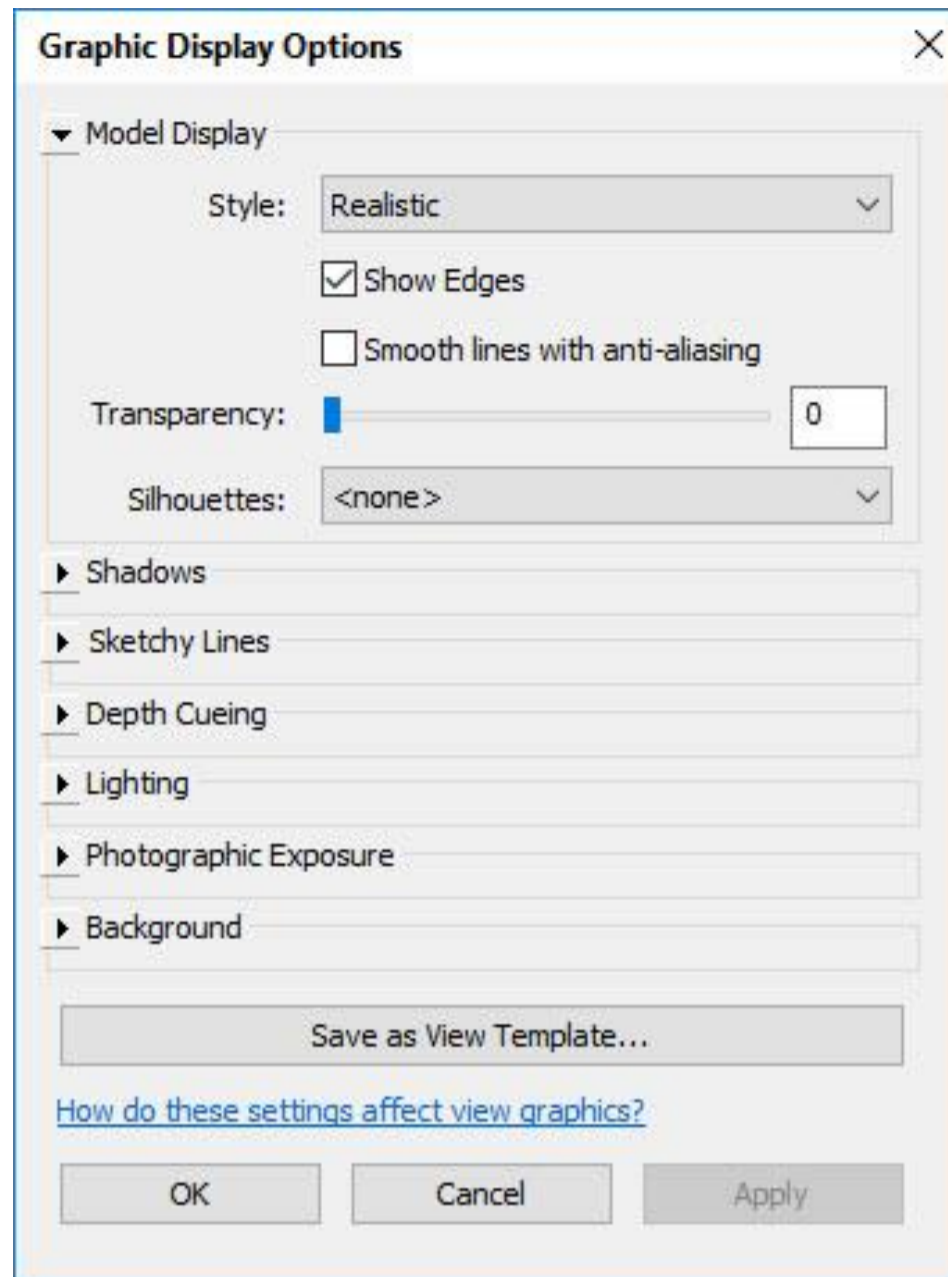 Graphic Display Options
Model Display
Style: Realistic
Show Edges
Smooth lines with anti-aliasing
Transparency: 0
Silhouettes: <none>
Shadows
Sketchy Lines
Depth Cueing
Lighting
Photographic Exposure
Background
Save as View Template...
How do these settings affect view graphics?
OK Cancel Apply